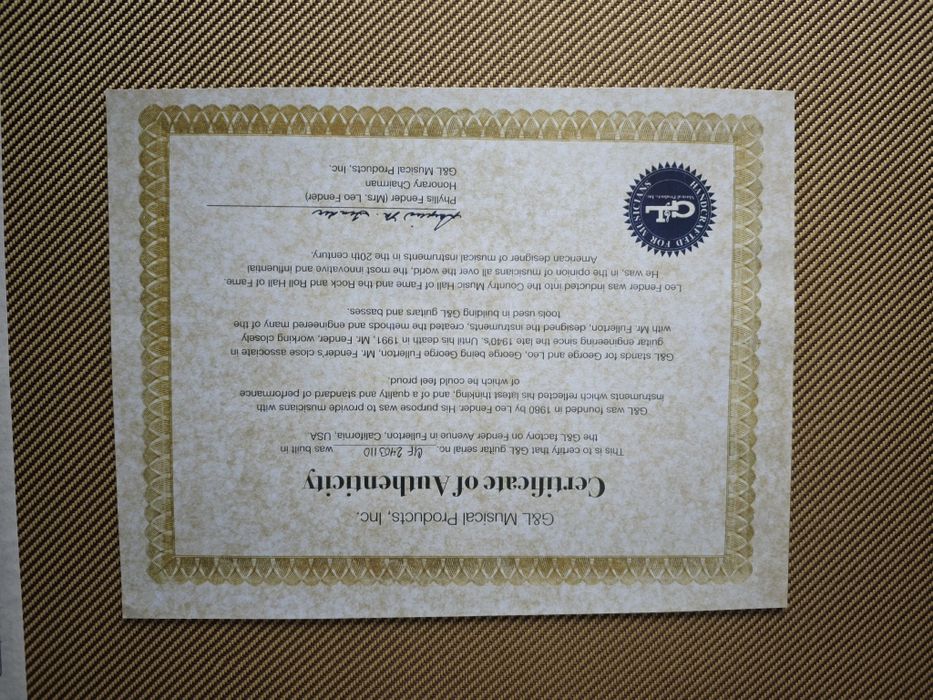 G&L Musical Products, Inc.
Certificate of Authenticity
This is to certify that guitar serial no. CLF 2403110 was built in
the G&L factory on Fender Avenue in Fullerton, California, USA.
G&L was founded in 1980 by Leo Fender. His purpose was to provide musicians with
instruments which reflected his latest thinking, and of a quality and standard of performance
of which he could feel proud.
G&L stands for George and Leo, George being George Fullerton, Mr. Fender's close associate in
guitar engineering since the late 1940's. Until his death in 1991, Mr. Fender, working closely
with Mr. Fullerton, designed the instruments, created the methods and engineered many of the
tools used in building G&L guitars and basses.
Leo Fender was inducted into the Country Music Hall of Fame and the Rock and Roll Hall of Fame.
He was, in the opinion of musicians all over the world, the most innovative and influential
American designer of musical instruments in the 20th century.
HANDCRAFTED FOR MUSICIANS
G&L
Musical Products, Inc.
Phyllis Fender (Mrs. Leo Fender)
Honorary Chairman
G&L Musical Products, Inc.